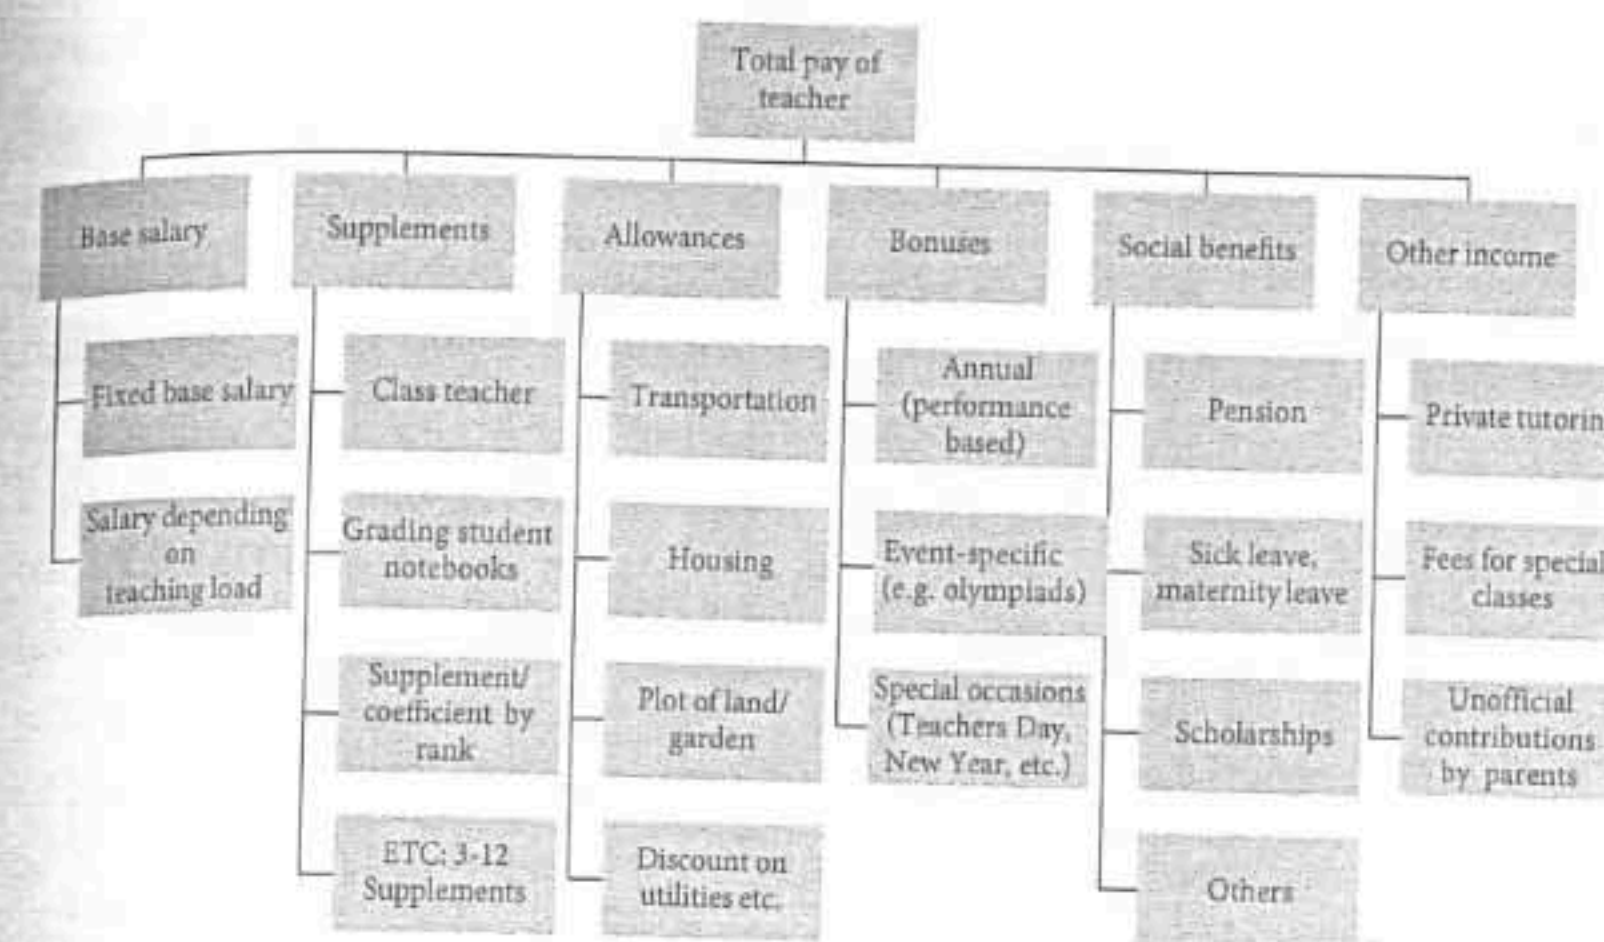 Total pay of
teacher
Base salary
Supplements
Allowances
Bonuses
Social benefits
Other income
Fixed base salary
Salary depending
on
teaching load
Class teacher
Grading student
notebooks
Supplement/
coefficient by
rank
ETC: 3-12
Supplements
Transportation
Housing
Plot of land/
garden
Discount on
utilities etc.
Annual
(performance
based)
Event-specific
(e.g. olympiads)
Special occasions
(Teachers Day,
New Year, etc.)
Pension
Sick leave,
maternity leave
Scholarships
Others
Private tutorin
Fees for special
classes
Unofficial
contributions
by parents